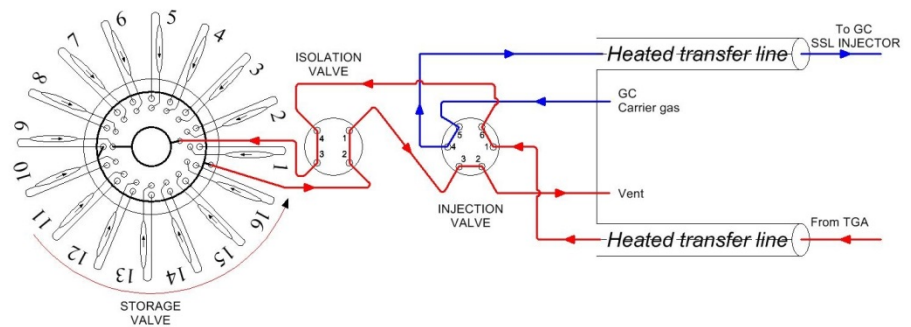 5
6
4
7
3
8
2
9
1
10
16
11
15
12
14
13
STORAGE
VALVE
ISOLATION
VALVE
4
1
3
2
5
6
4
1
3
2
INJECTION
VALVE
Heated transfer line
To GC
SSL INJECTOR
GC
Carrier gas
Vent
From TGA
Heated transfer line